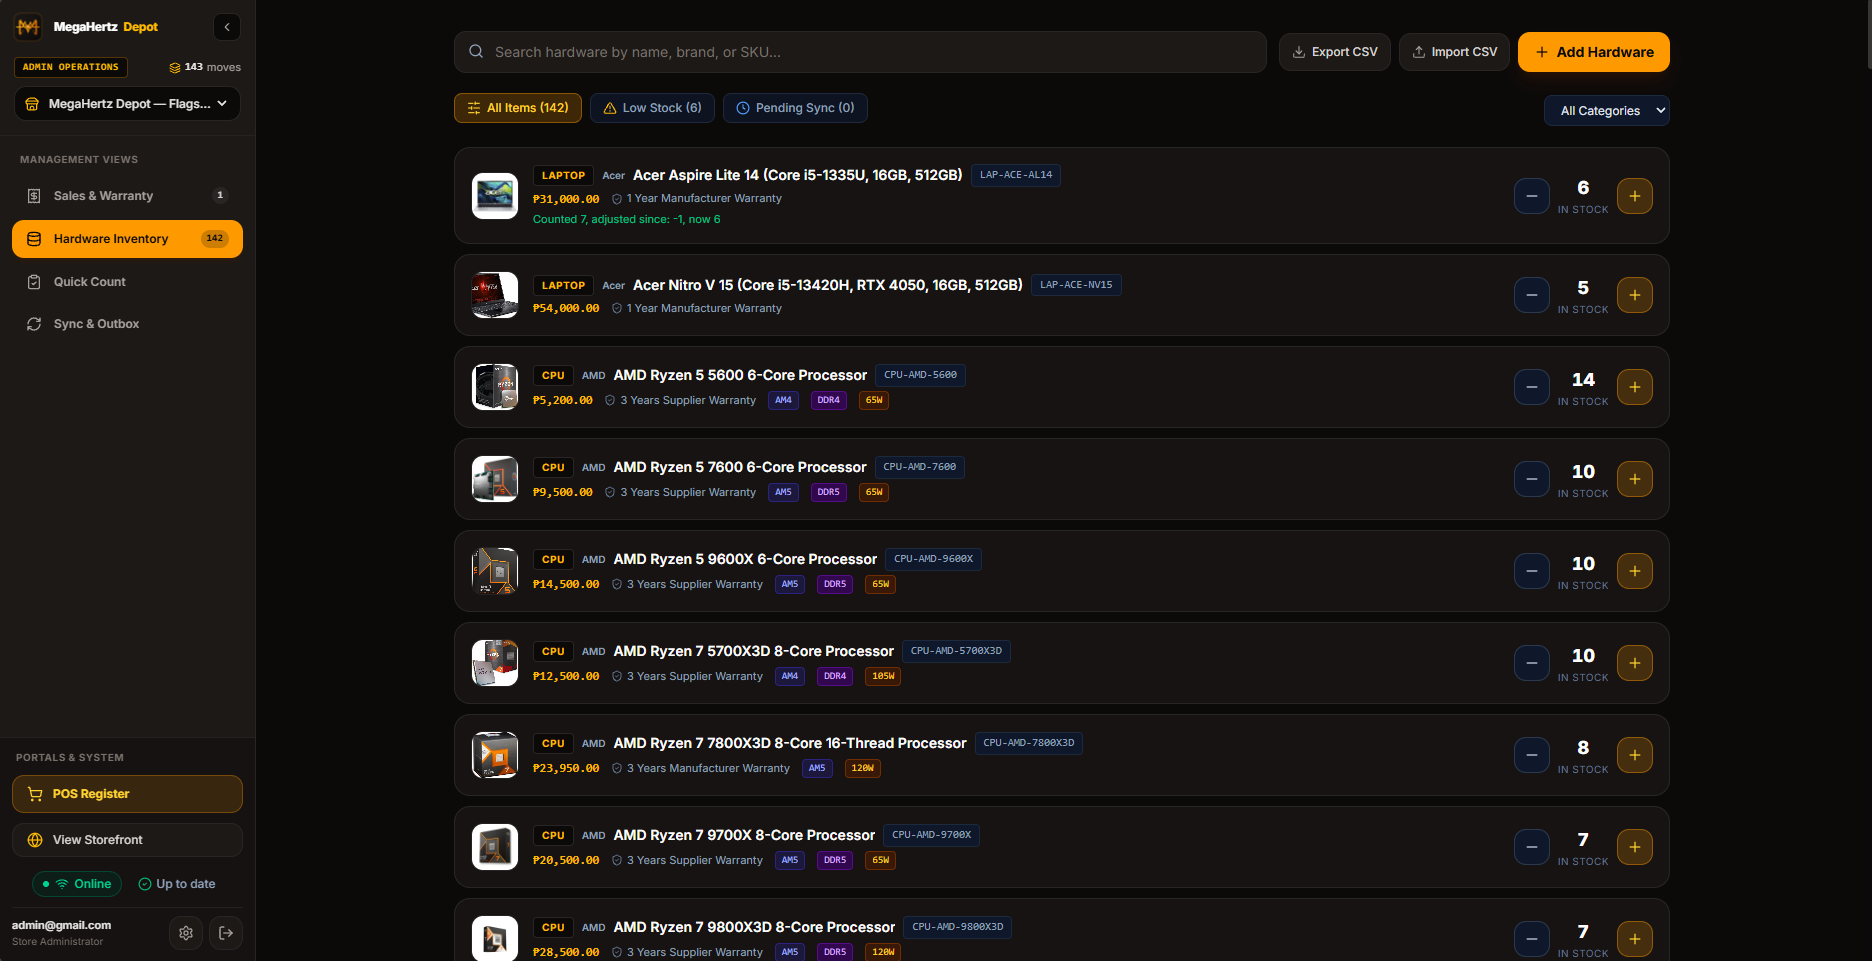 MegaHertz Depot
ADMIN OPERATIONS
143 moves
MegaHertz Depot — Flags...
MANAGEMENT VIEWS
Sales & Warranty 1
Hardware Inventory 142
Quick Count
Sync & Outbox
PORTALS & SYSTEM
POS Register
View Storefront
Online
Up to date
admin@gmail.com
Store Administrator
Search hardware by name, brand, or SKU...
Export CSV
Import CSV
+ Add Hardware
All Items (142)
Low Stock (6)
Pending Sync (0)
All Categories
LAPTOP Acer Acer Aspire Lite 14 (Core i5-1335U, 16GB, 512GB) LAP-ACE-AL14
₱31,000.00 1 Year Manufacturer Warranty
Counted 7, adjusted since: -1, now 6
− 6 +
IN STOCK
LAPTOP Acer Acer Nitro V 15 (Core i5-13420H, RTX 4050, 16GB, 512GB) LAP-ACE-NV15
₱54,000.00 1 Year Manufacturer Warranty
− 5 +
IN STOCK
CPU AMD AMD Ryzen 5 5600 6-Core Processor CPU-AMD-5600
₱5,200.00 3 Years Supplier Warranty AM4 DDR4 65W
− 14 +
IN STOCK
CPU AMD AMD Ryzen 5 7600 6-Core Processor CPU-AMD-7600
₱9,500.00 3 Years Supplier Warranty AM5 DDR5 65W
− 10 +
IN STOCK
CPU AMD AMD Ryzen 5 9600X 6-Core Processor CPU-AMD-9600X
₱14,500.00 3 Years Supplier Warranty AM5 DDR5 65W
− 10 +
IN STOCK
CPU AMD AMD Ryzen 7 5700X3D 8-Core Processor CPU-AMD-5700X3D
₱12,500.00 3 Years Supplier Warranty AM4 DDR4 105W
− 10 +
IN STOCK
CPU AMD AMD Ryzen 7 7800X3D 8-Core 16-Thread Processor CPU-AMD-7800X3D
₱23,950.00 3 Years Manufacturer Warranty AM5 120W
− 8 +
IN STOCK
CPU AMD AMD Ryzen 7 9700X 8-Core Processor CPU-AMD-9700X
₱20,500.00 3 Years Supplier Warranty AM5 DDR5 65W
− 7 +
IN STOCK
CPU AMD AMD Ryzen 7 9800X3D 8-Core Processor CPU-AMD-9800X3D
₱28,500.00 3 Years Supplier Warranty AM5 DDR5 120W
− 7 +
IN STOCK